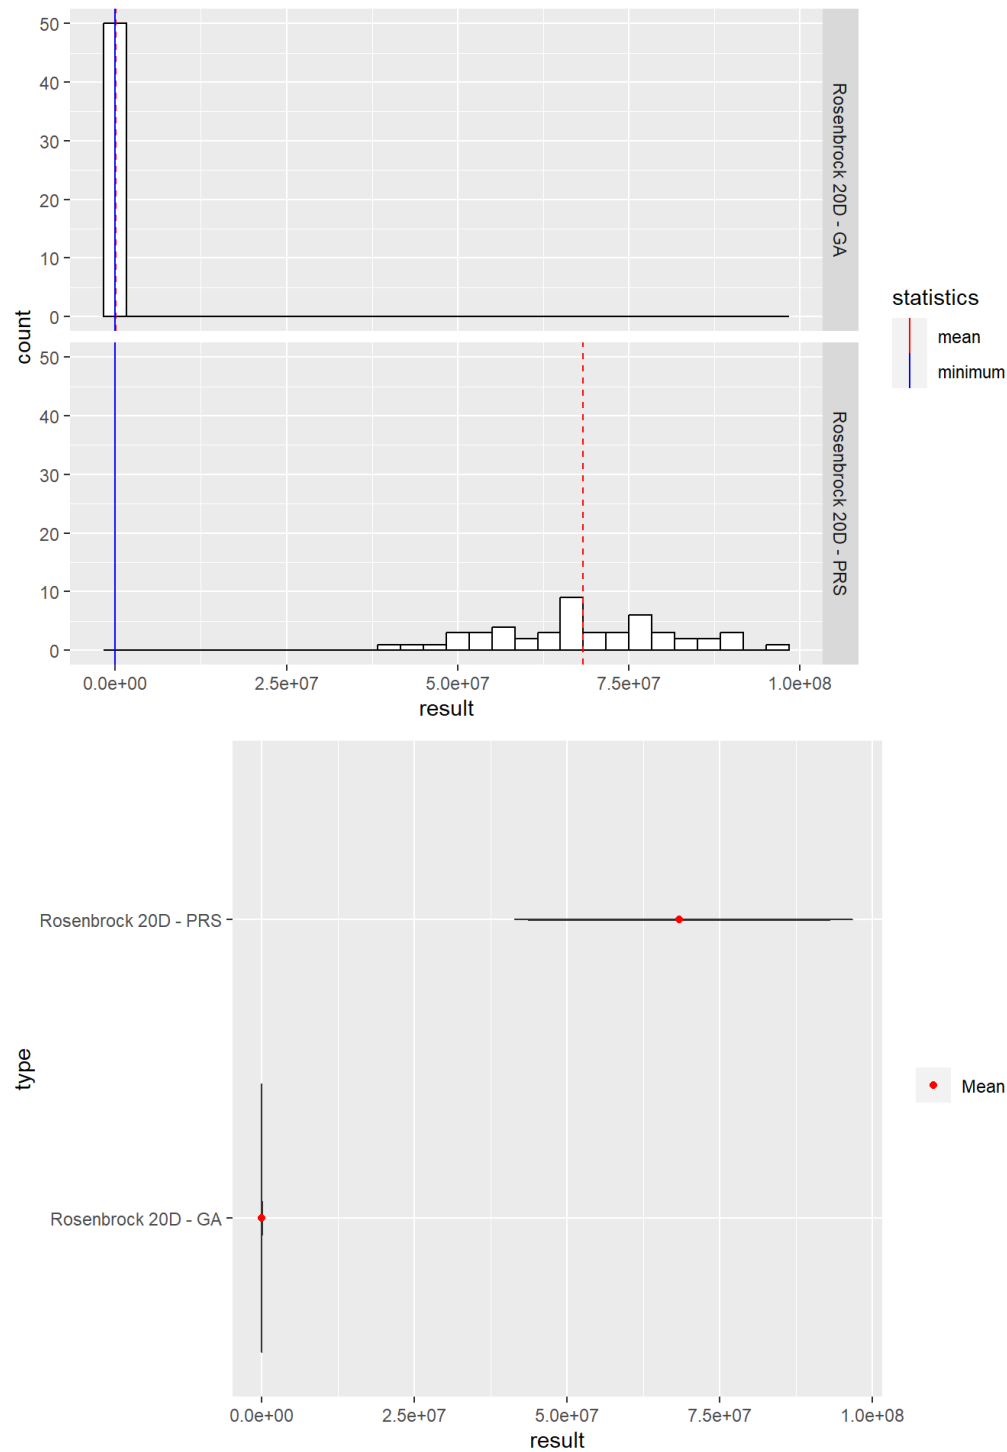 50
40
30
20
10
0
Rosenbrock 20D - GA
count
50
40
30
20
10
0
Rosenbrock 20D - PRS
0.0e+00 2.5e+07 5.0e+07 7.5e+07 1.0e+08
result
statistics
mean
minimum
Rosenbrock 20D - PRS
type
Rosenbrock 20D - GA
0.0e+00 2.5e+07 5.0e+07 7.5e+07 1.0e+08
result
Mean